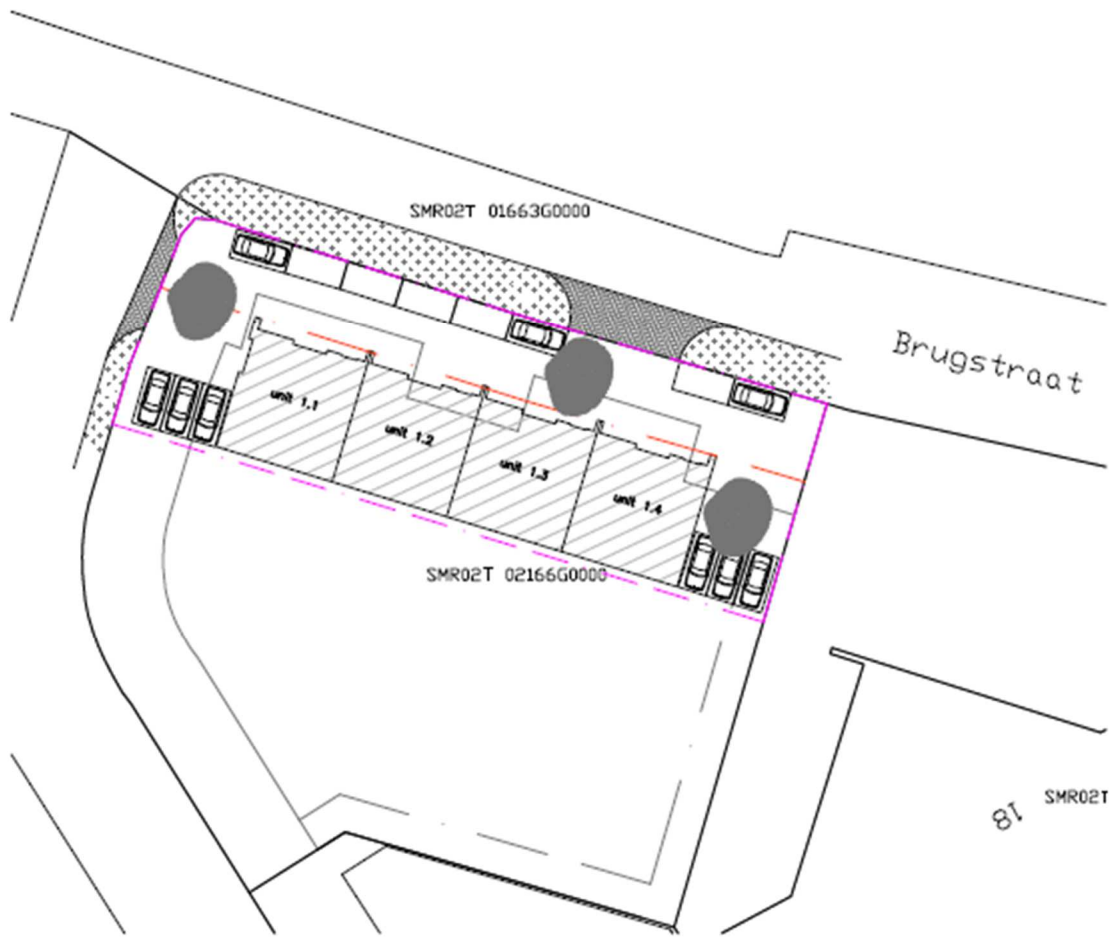 SMR02T 01663G0000
Brugstraat
unit 1.1
unit 1.2
unit 1.3
unit 1.4
SMR02T 02166G0000
SMR02T
18